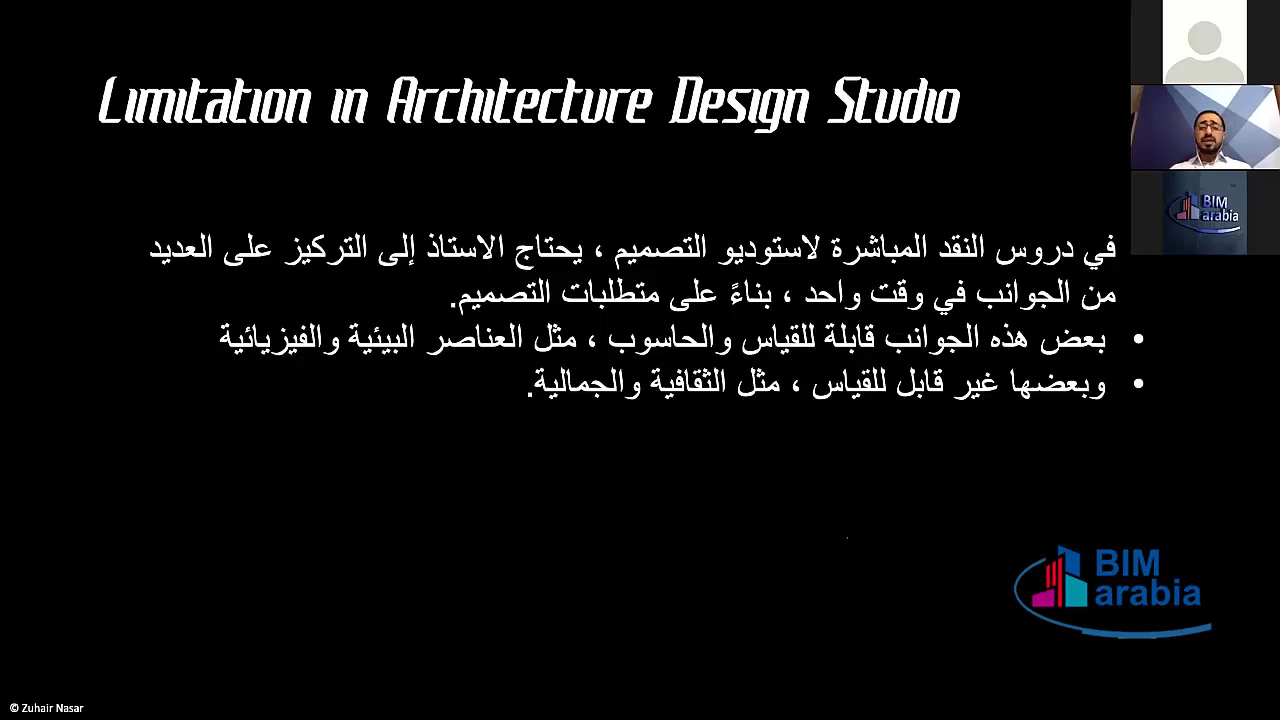 Limitation in Architecture Design Studio
BIM
arabia
في دروس النقد المباشرة لاستوديو التصميم ، يحتاج الاستاذ إلى التركيز على العديد
من الجوانب في وقت واحد ، بناءً على متطلبات التصميم.
• بعض هذه الجوانب قابلة للقياس والحاسوب ، مثل العناصر البيئية والفيزيائية
• وبعضها غير قابل للقياس ، مثل الثقافية والجمالية.
BIM
arabia
© Zuhair Nasar